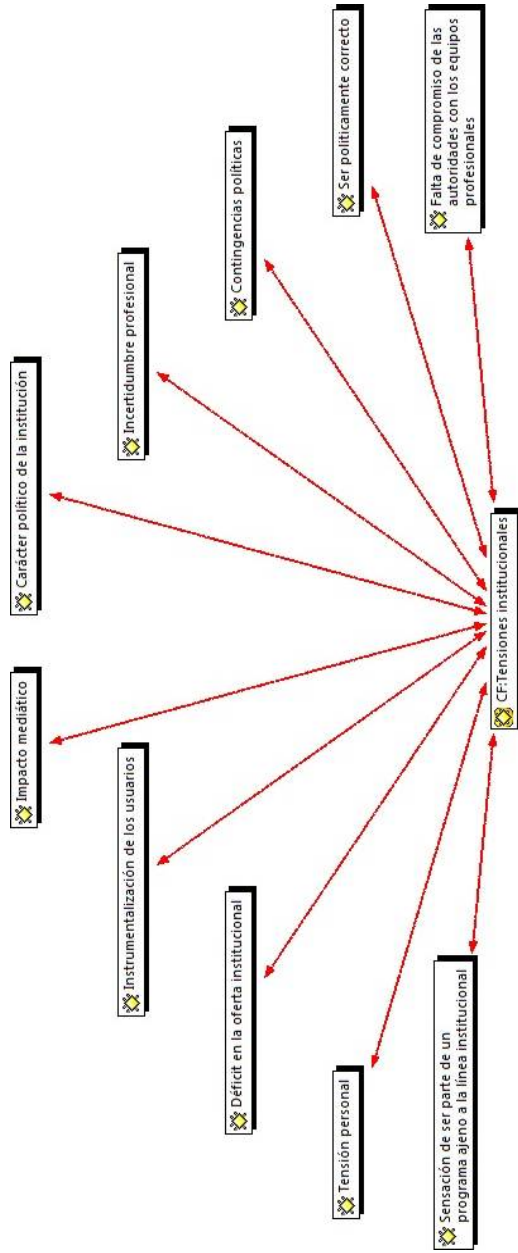 Impacto mediático
Carácter político de la institución
Instrumentalización de los usuarios
Incertidumbre profesional
Déficit en la oferta institucional
Contingencias políticas
Tensión personal
Ser politicamente correcto
Sensación de ser parte de un
programa ajeno a la línea institucional
Falta de compromiso de las
autoridades con los equipos
profesionales
CF:Tensiones institucionales